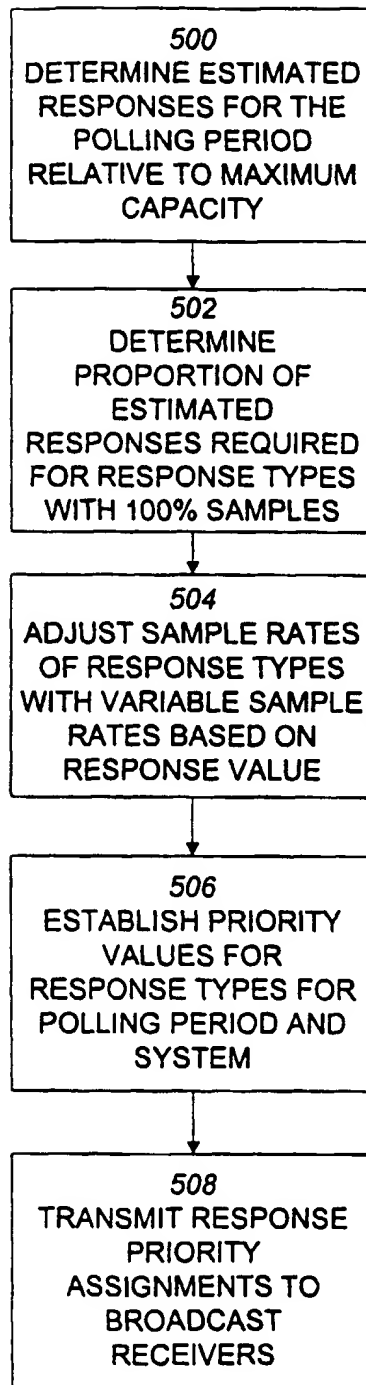 500
DETERMINE ESTIMATED
RESPONSES FOR THE
POLLING PERIOD
RELATIVE TO MAXIMUM
CAPACITY
502
DETERMINE
PROPORTION OF
ESTIMATED
RESPONSES REQUIRED
FOR RESPONSE TYPES
WITH 100% SAMPLES
504
ADJUST SAMPLE RATES
OF RESPONSE TYPES
WITH VARIABLE SAMPLE
RATES BASED ON
RESPONSE VALUE
506
ESTABLISH PRIORITY
VALUES FOR
RESPONSE TYPES FOR
POLLING PERIOD AND
SYSTEM
508
TRANSMIT RESPONSE
PRIORITY
ASSIGNMENTS TO
BROADCAST
RECEIVERS